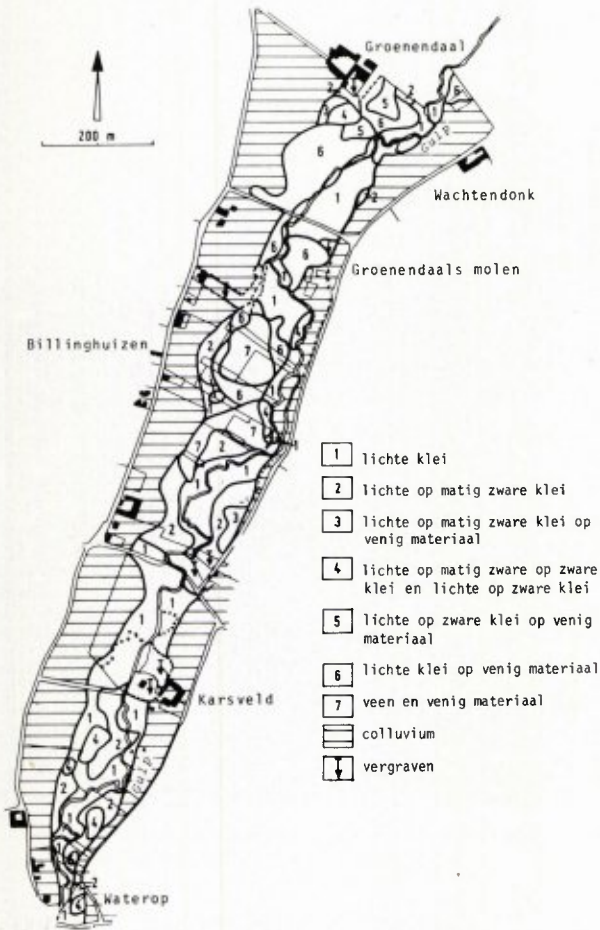 Groenendaal
200 m
Gulp
Wachtendonk
Groenendaals molen
Billinghuizen
Karsveld
Gulp
Waterop
1 lichte klei
2 lichte op matig zware klei
3 lichte op matig zware klei op
venig materiaal
4 lichte op matig zware op zware
klei en lichte op zware klei
5 lichte op zware klei op venig
materiaal
6 lichte klei op venig materiaal
7 veen en venig materiaal
colluvium
vergraven